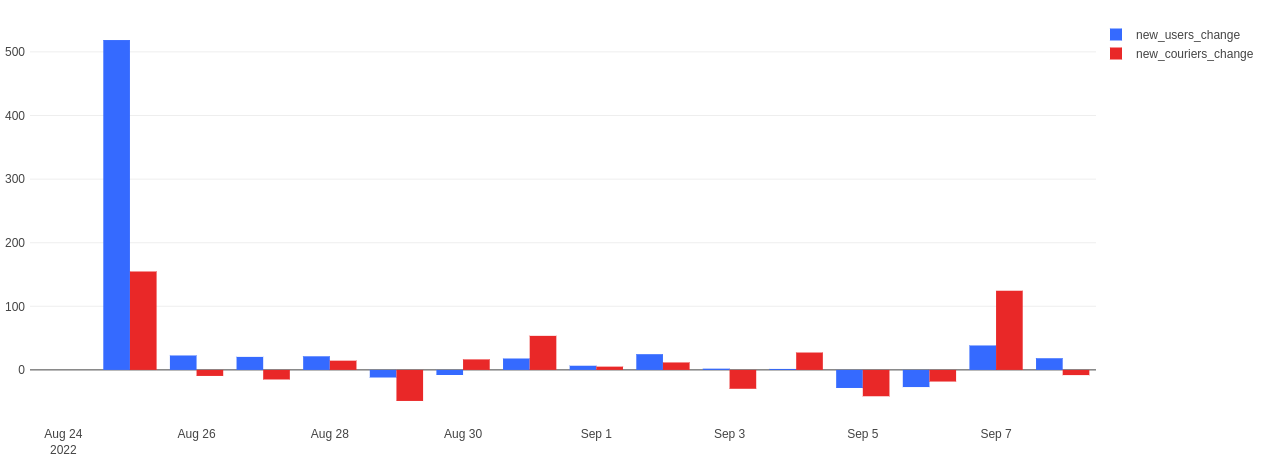 500
400
300
200
100
0
Aug 24
2022
Aug 26
Aug 28
Aug 30
Sep 1
Sep 3
Sep 5
Sep 7
new_users_change
new_couriers_change